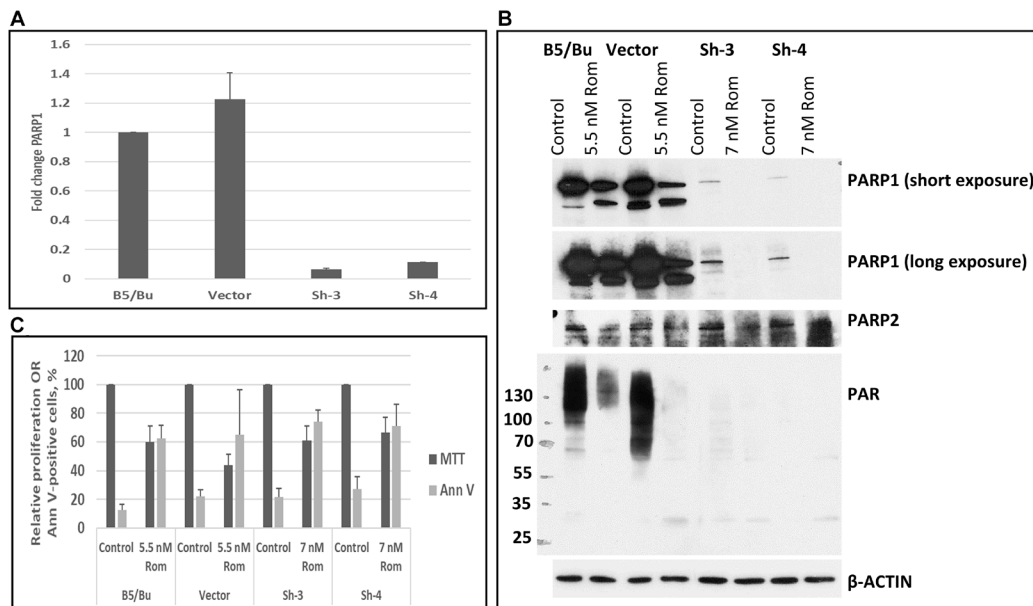 A
Fold change PARP1
1.6
1.4
1.2
1
0.8
0.6
0.4
0.2
0
B5/Bu Vector Sh-3 Sh-4
B
B5/Bu Vector Sh-3 Sh-4
Control
5.5 nM Rom
Control
5.5 nM Rom
Control
7 nM Rom
Control
7 nM Rom
PARP1 (short exposure)
PARP1 (long exposure)
PARP2
PAR
130
100
70
55
35
25
β-ACTIN
C
Relative proliferation OR
Ann V-positive cells, %
120
100
80
60
40
20
0
MTT
Ann V
Control 5.5 nM Control 5.5 nM Control 7 nM Control 7 nM
Rom Rom Rom Rom
B5/Bu Vector Sh-3 Sh-4